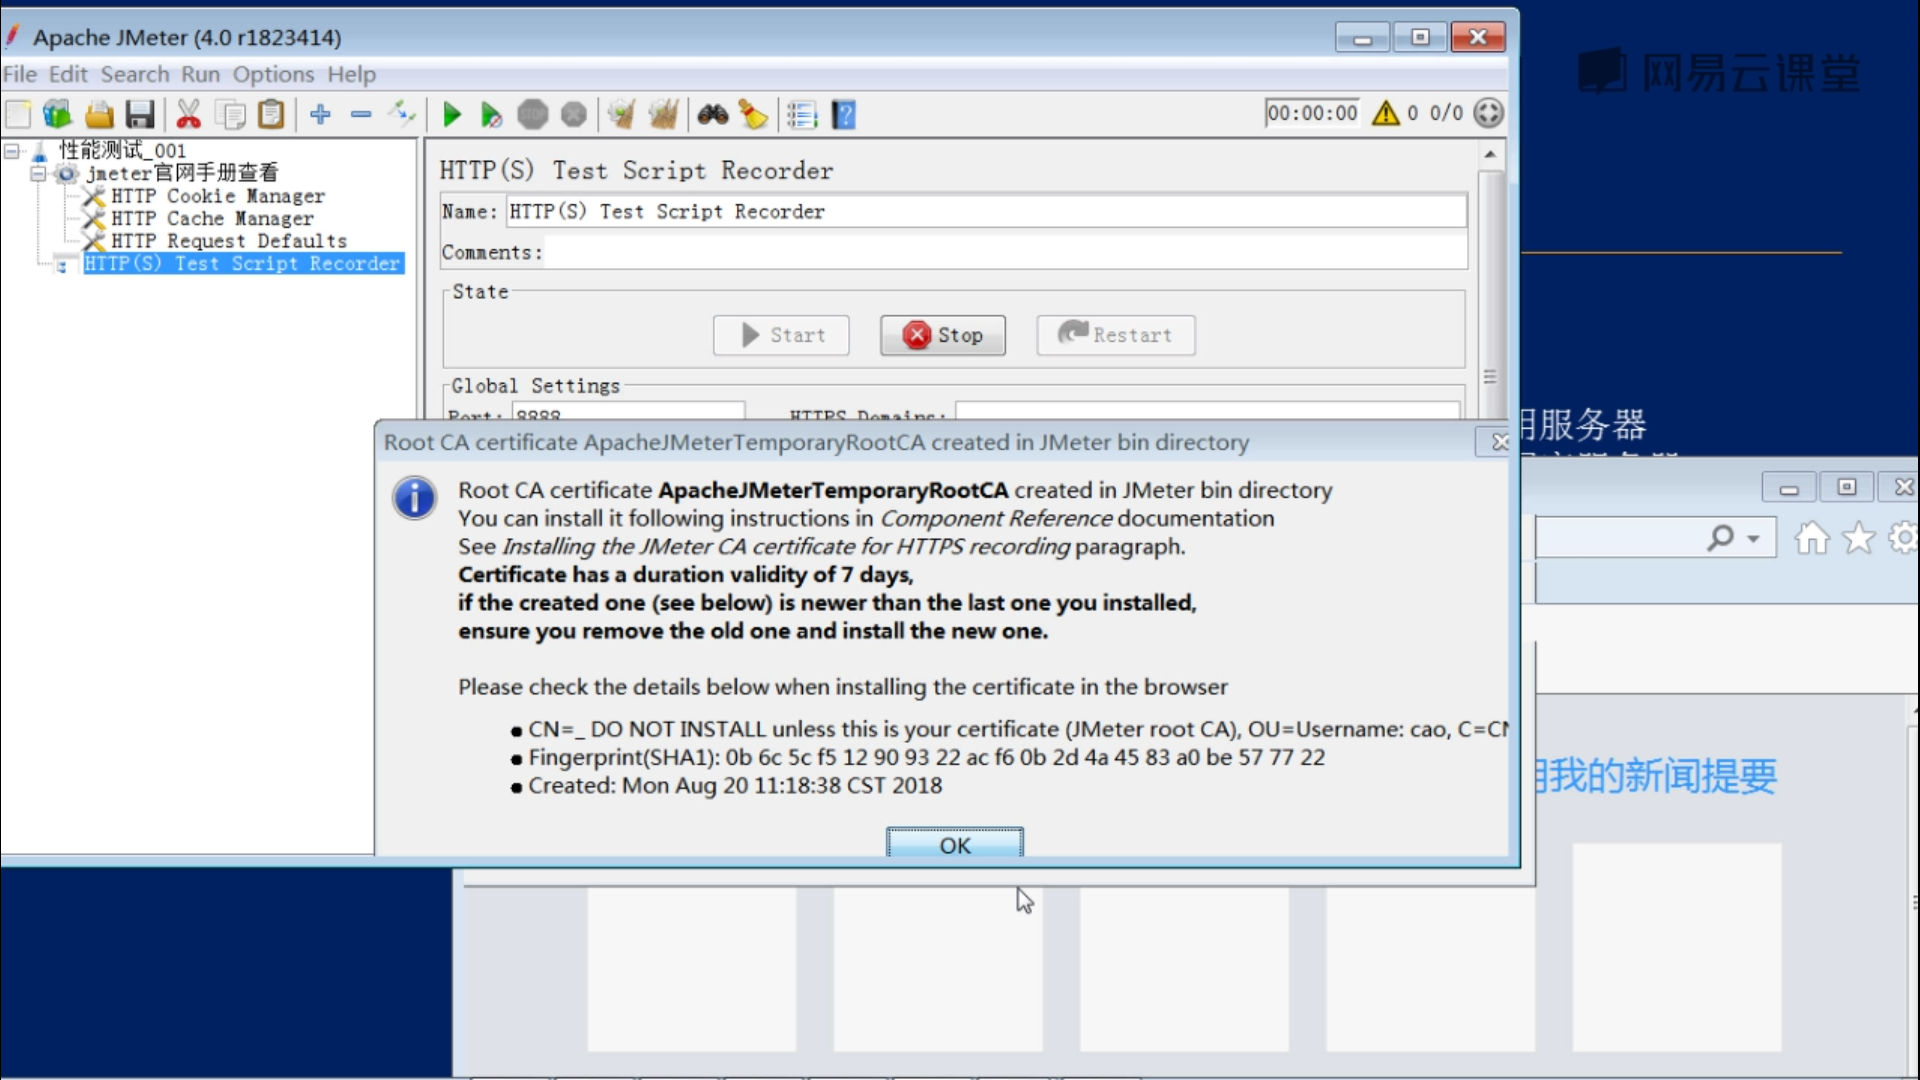 Apache JMeter (4.0 r1823414)
网易云课堂
File Edit Search Run Options Help
00:00:00 0 0/0
性能测试_001
jmeter官网手册查看
HTTP Cookie Manager
HTTP Cache Manager
HTTP Request Defaults
HTTP(S) Test Script Recorder
HTTP(S) Test Script Recorder
Name: HTTP(S) Test Script Recorder
Comments:
State
Start Stop Restart
Global Settings
Port: 8888 HTTPS Domains:
用服务器
Root CA certificate ApacheJMeterTemporaryRootCA created in JMeter bin directory
Root CA certificate ApacheJMeterTemporaryRootCA created in JMeter bin directory
You can install it following instructions in Component Reference documentation
See Installing the JMeter CA certificate for HTTPS recording paragraph.
Certificate has a duration validity of 7 days,
if the created one (see below) is newer than the last one you installed,
ensure you remove the old one and install the new one.
Please check the details below when installing the certificate in the browser
CN=_ DO NOT INSTALL unless this is your certificate (JMeter root CA), OU=Username: cao, C=CN
Fingerprint(SHA1): 0b 6c 5c f5 12 90 93 22 ac f6 0b 2d 4a 45 83 a0 be 57 77 22
Created: Mon Aug 20 11:18:38 CST 2018
OK
用我的新闻提要